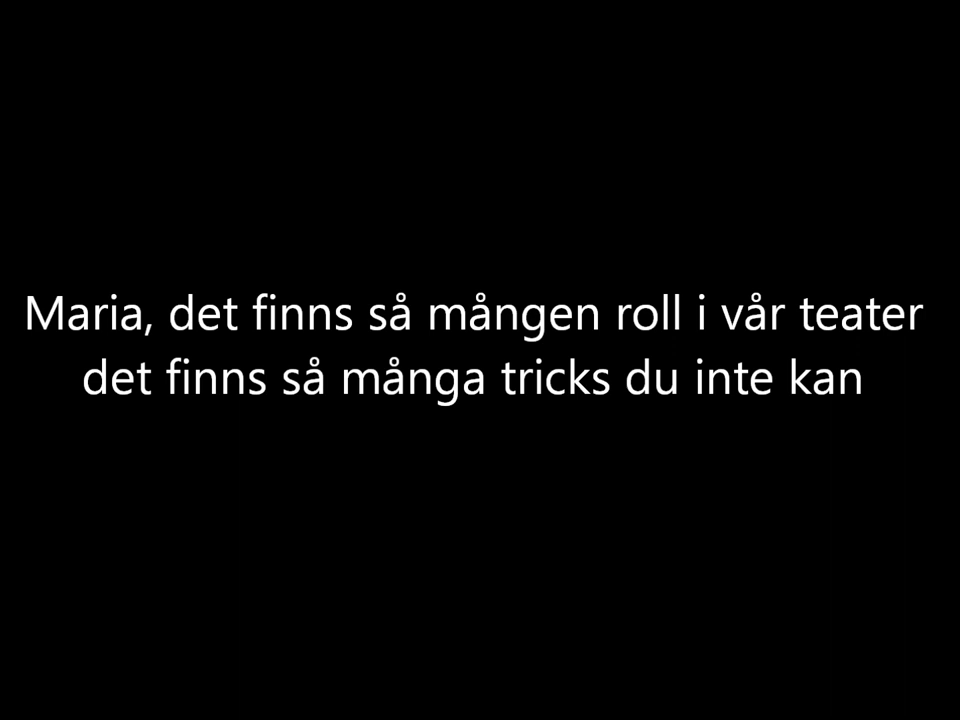 Maria, det finns så mången roll i vår teater
det finns så många tricks du inte kan